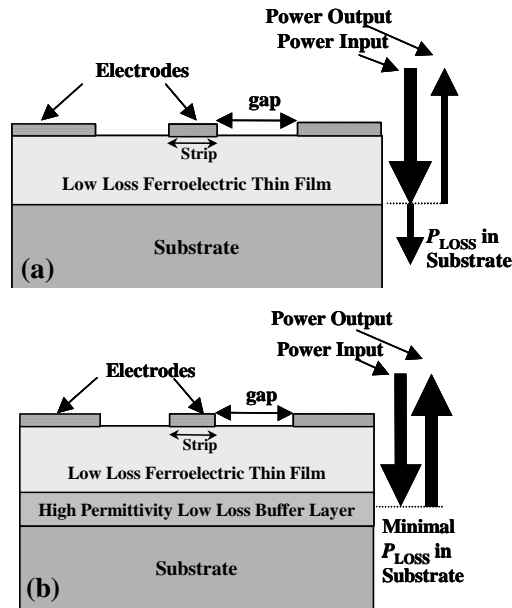 Power Output
Power Input
Electrodes
gap
Strip
Low Loss Ferroelectric Thin Film
Substrate
P_LOSS in
Substrate
(a)
Power Output
Power Input
Electrodes
gap
Strip
Low Loss Ferroelectric Thin Film
High Permittivity Low Loss Buffer Layer
Minimal
P_LOSS in
Substrate
Substrate
(b)